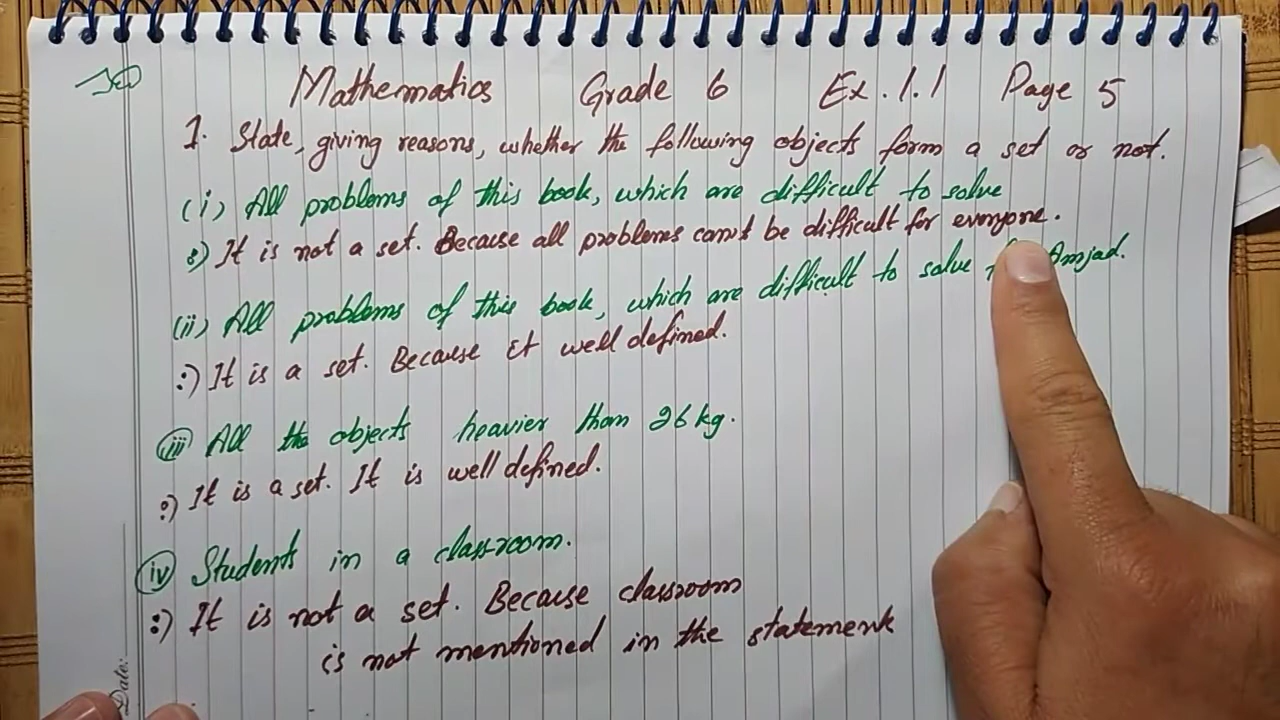 Mathematics Grade 6 Ex. 1.1 Page 5
1. State, giving reasons, whether the following objects form a set or not.
(i) All problems of this book, which are difficult to solve
:) It is not a set. Because all problems can't be difficult for everyone.
(ii) All problems of this book, which are difficult to solve Amjad.
:) It is a set. Because it well defined.
(iii) All the objects heavier than 26 kg.
:) It is a set. It is well defined.
(iv) Students in a classroom.
:) It is not a set. Because classroom
is not mentioned in the statement
Date: